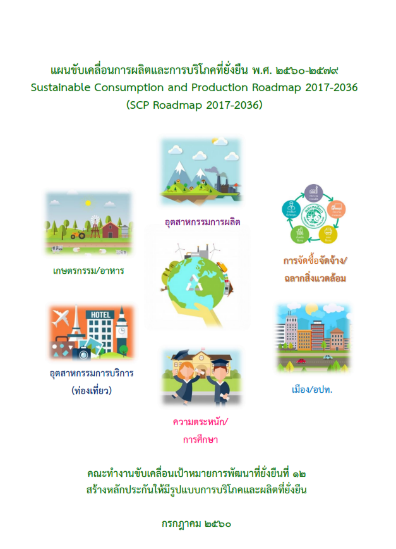 แผนขับเคลื่อนการผลิตและการบริโภคที่ยั่งยืน พ.ศ. ๒๕๖๐-๒๕๗๙
Sustainable Consumption and Production Roadmap 2017-2036
(SCP Roadmap 2017-2036)
อุตสาหกรรมการผลิต
เกษตรกรรม/อาหาร
การจัดซื้อจัดจ้าง/
ฉลากสิ่งแวดล้อม
HOTEL
อุตสาหกรรมการบริการ
(ท่องเที่ยว)
เมือง/อปท.
ความตระหนัก/
การศึกษา
คณะทำงานขับเคลื่อนเป้าหมายการพัฒนาที่ยั่งยืนที่ ๑๒
สร้างหลักประกันให้มีรูปแบบการบริโภคและผลิตที่ยั่งยืน
กรกฎาคม ๒๕๖๐